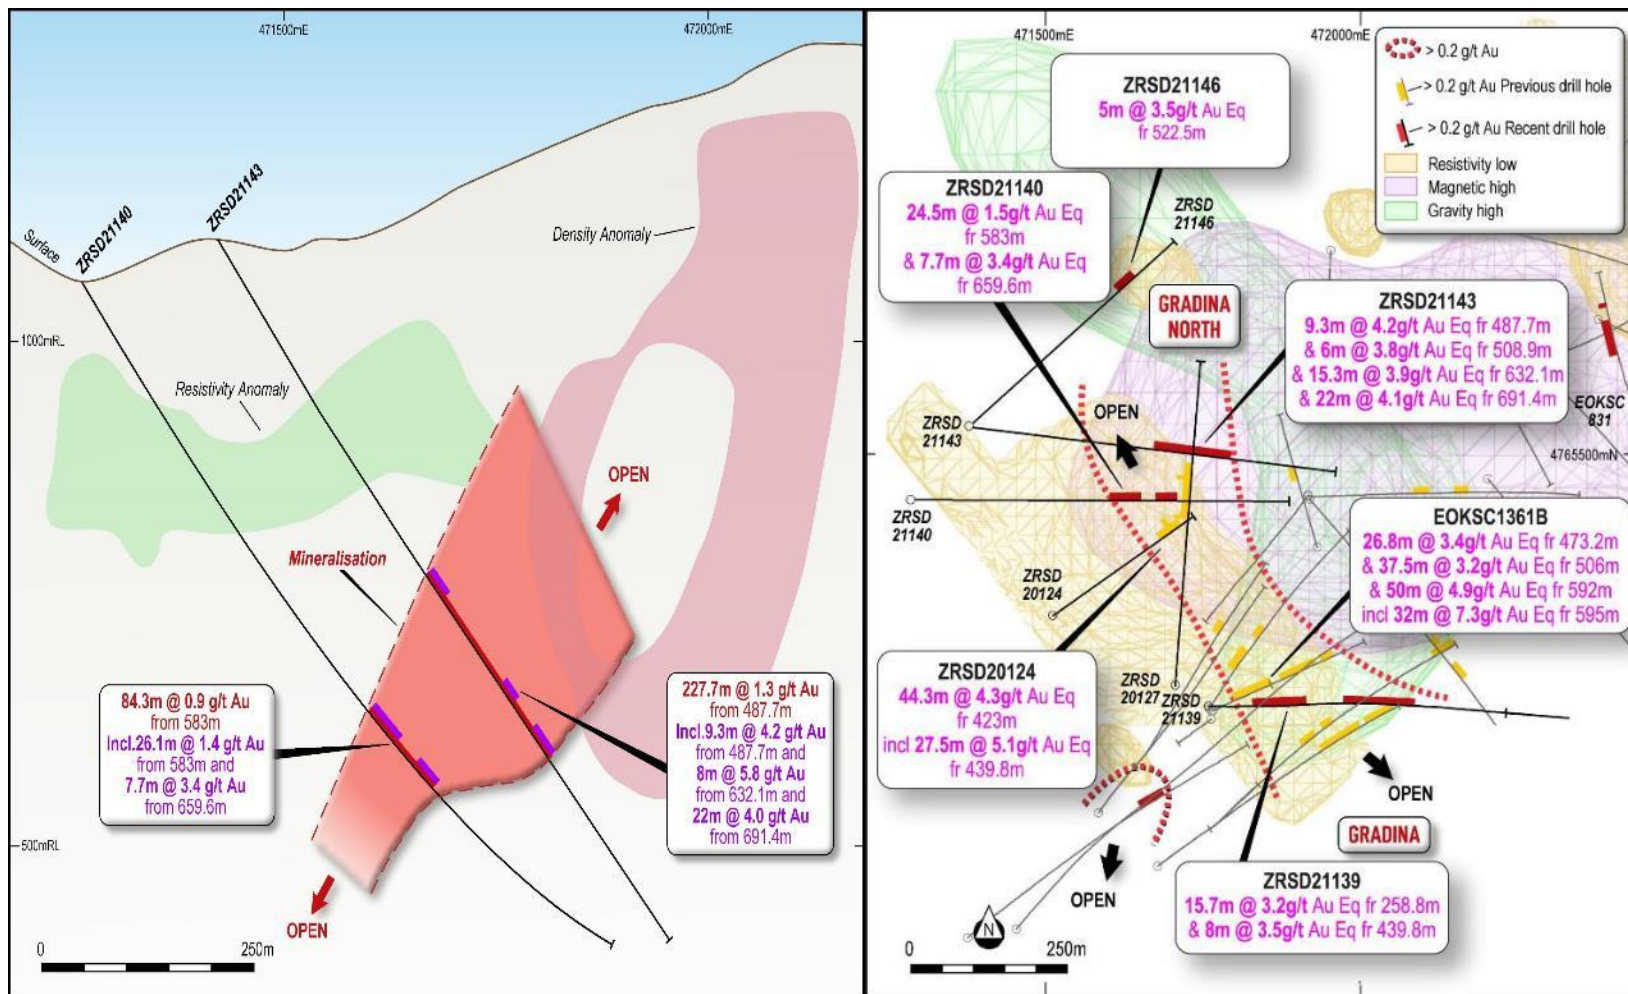 471500mE
472000mE
ZRSD21143
ZRSD21140
Surface
Density Anomaly
1000mRL
Resistivity Anomaly
OPEN
Mineralisation
84.3m @ 0.9 g/t Au
from 583m
Incl.26.1m @ 1.4 g/t Au
from 583m and
7.7m @ 3.4g/t Au
from 659.6m
227.7m @ 1.3 g/t Au
from 487.7m
Incl.9.3m @ 4.2 g/t Au
from 487.7m and
8m @ 5.8 g/t Au
from 632.1m and
22m @ 4.0 g/t Au
from 691.4m
500mRL
OPEN
0
250m
471500mE
472000mE
> 0.2 g/t Au
> 0.2 g/t Au Previous drill hole
> 0.2 g/t Au Recent drill hole
Resistivity low
Magnetic high
Gravity high
ZRSD21146
5m @ 3.5g/t Au Eq
fr 522.5m
ZRSD21140
24.5m @ 1.5g/t Au Eq
fr 583m
& 7.7m @ 3.4g/t Au Eq
fr 659.6m
ZRSD
21146
GRADINA
NORTH
ZRSD21143
9.3m @ 4.2g/t Au Eq fr 487.7m
& 6m @ 3.8g/t Au Eq fr 508.9m
& 15.3m @ 3.9g/t Au Eq fr 632.1m
& 22m @ 4.1g/t Au Eq fr 691.4m
EOKSC
831
OPEN
ZRSD
21143
4765500mN
ZRSD
21140
EOKSC1361B
26.8m @ 3.4g/t Au Eq fr 473.2m
& 37.5m @ 3.2g/t Au Eq fr 506m
& 50m @ 4.9g/t Au Eq fr 592m
incl 32m @ 7.3g/t Au Eq fr 595m
ZRSD
20124
ZRSD20124
44.3m @ 4.3g/t Au Eq
fr 423m
incl 27.5m @ 5.1g/t Au Eq
fr 439.8m
ZRSD
20127
ZRSD
21139
OPEN
GRADINA
OPEN
ZRSD21139
15.7m @ 3.2g/t Au Eq fr 258.8m
& 8m @ 3.5g/t Au Eq fr 439.8m
N
0
250m